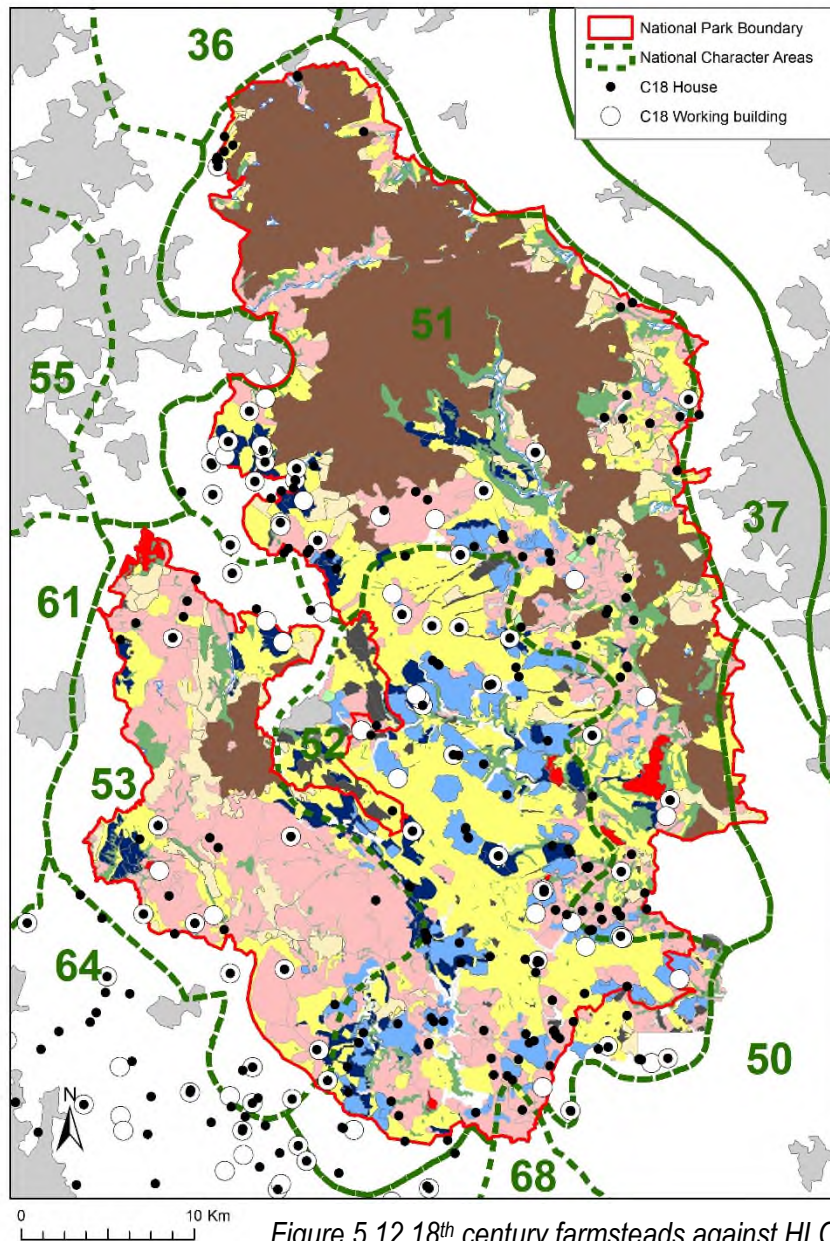 National Park Boundary
National Character Areas
C18 House
C18 Working building
36
51
55
37
61
52
53
64
50
68
N
0 10 Km
Figure 5.12 18th century farmsteads against HLC